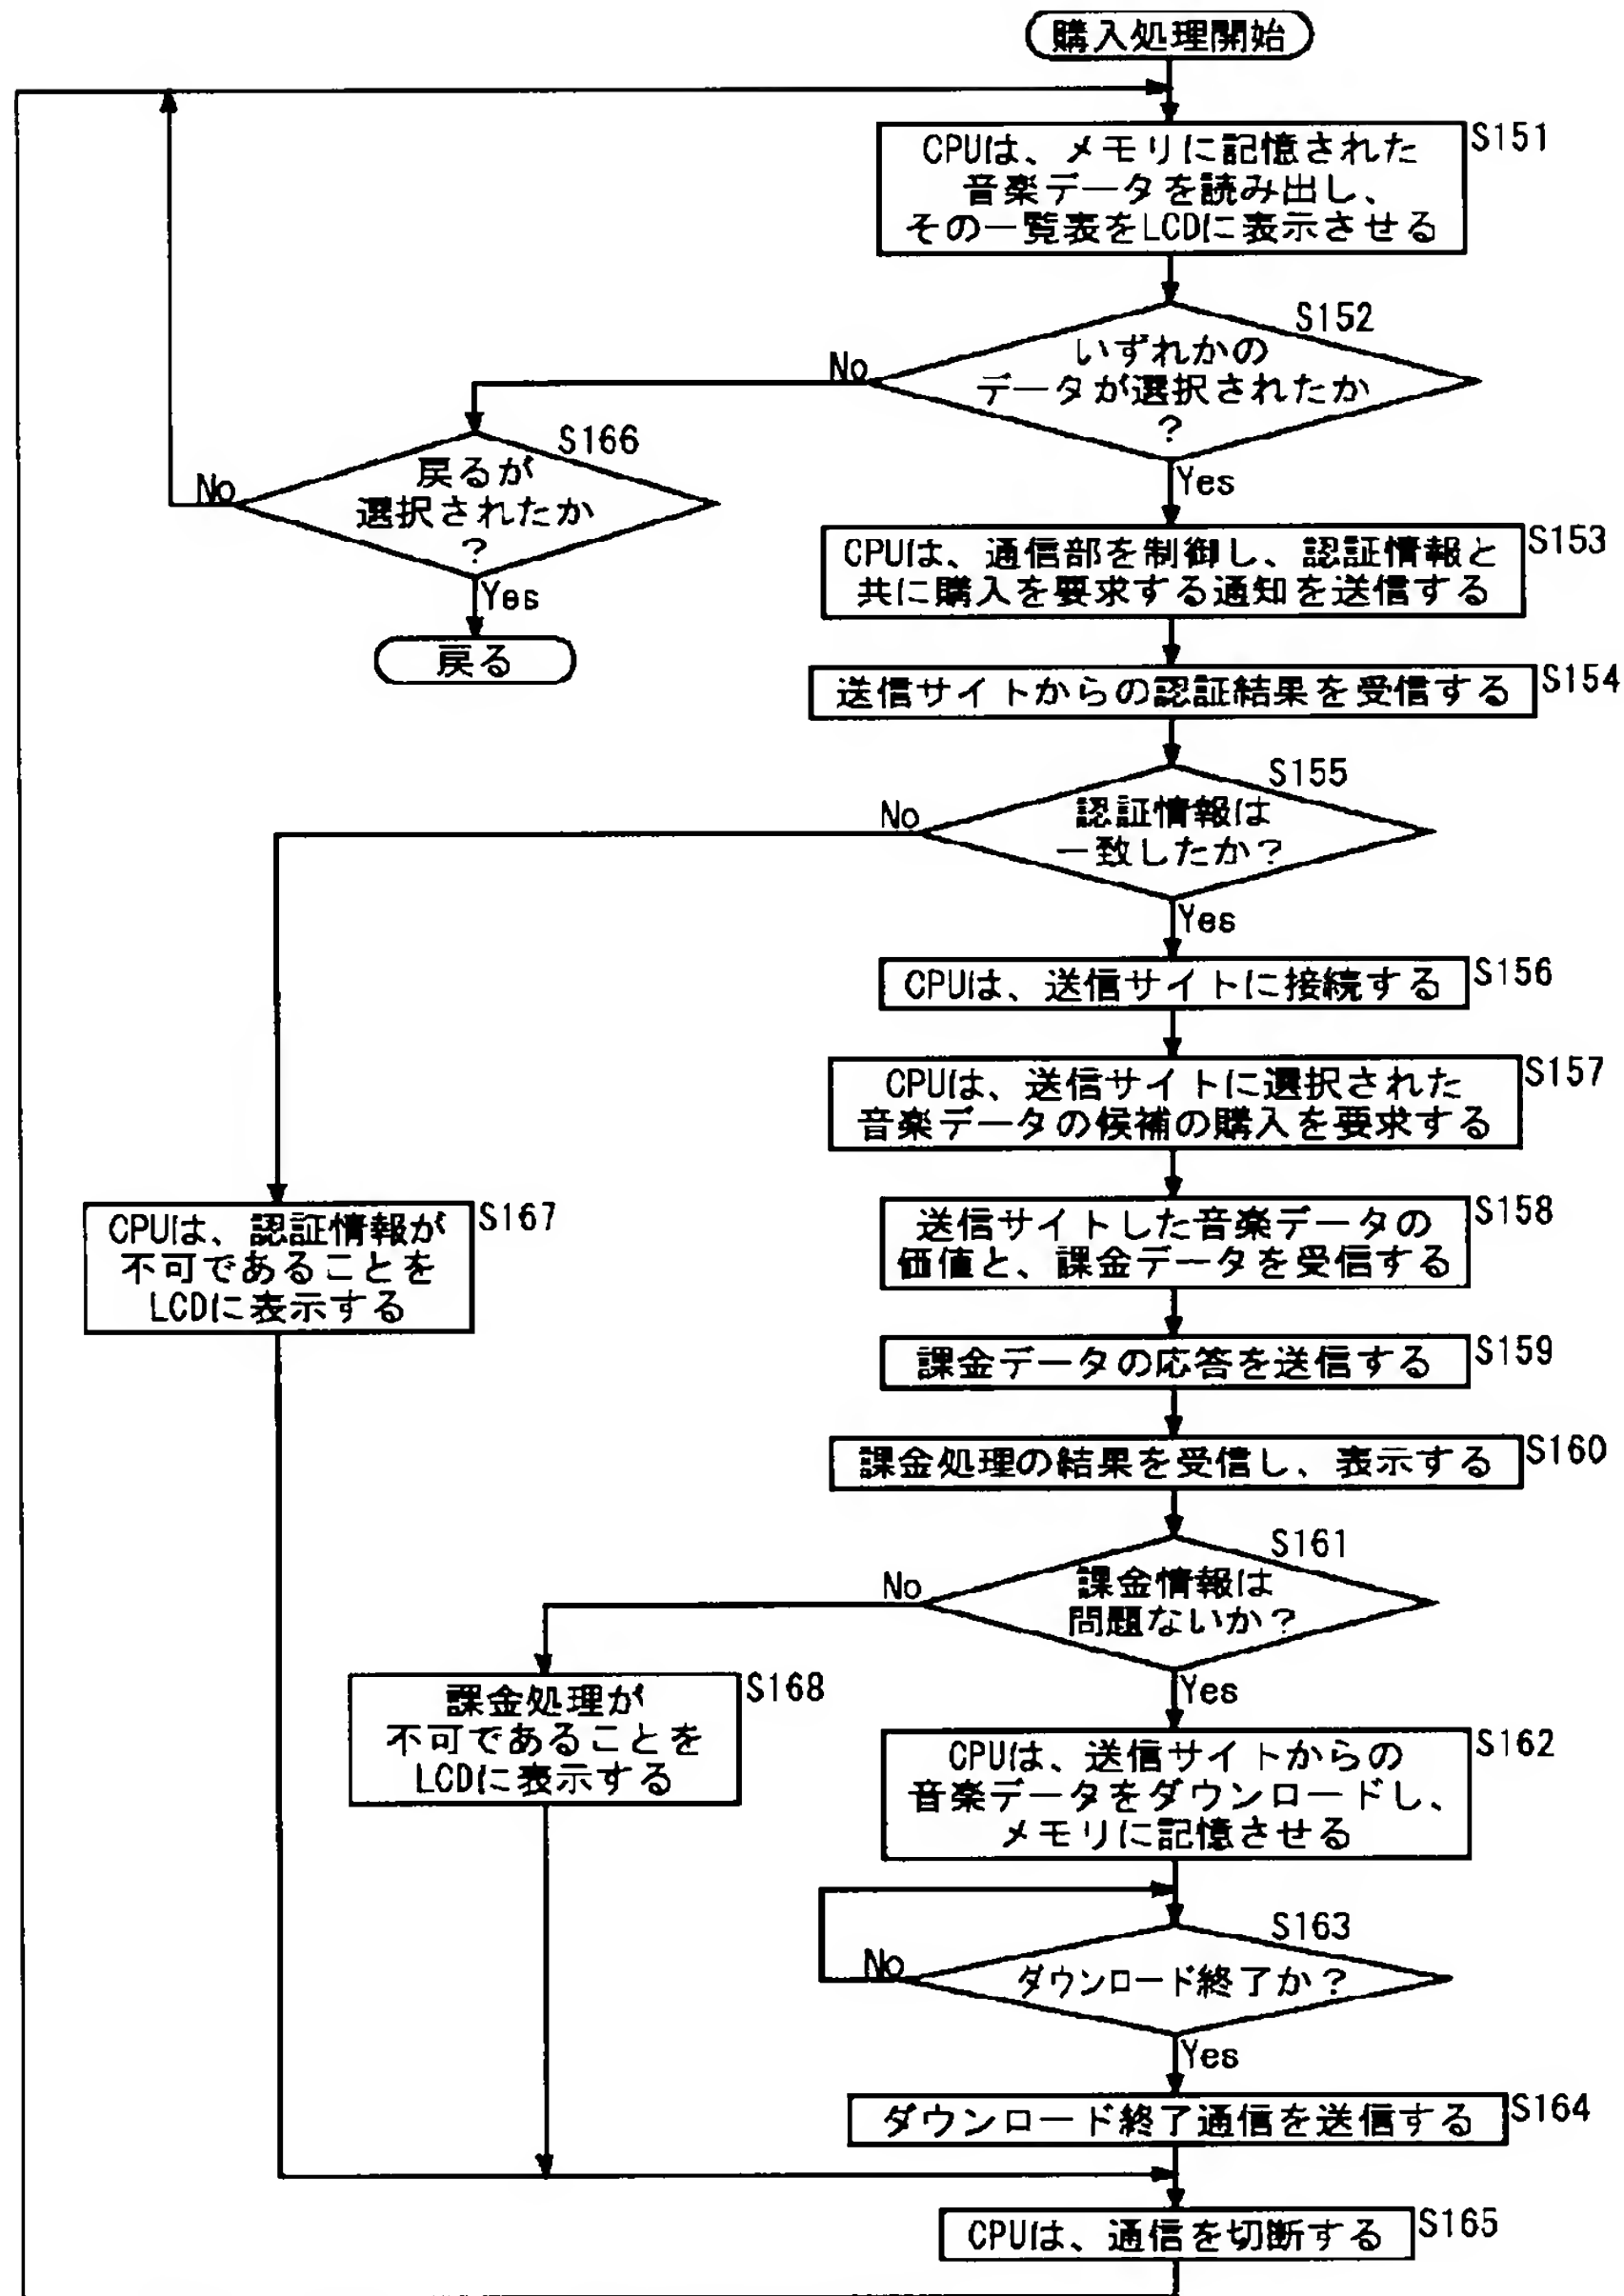 購入処理開始
CPUは、メモリに記憶された
音楽データを読み出し、
その一覧表をLCDに表示させる
S151
S152
いずれかの
データが選択されたか
?
No
Yes
S166
戻るが
選択されたか
?
No
Yes
戻る
CPUは、通信部を制御し、認証情報と
共に購入を要求する通知を送信する
S153
送信サイトからの認証結果を受信する
S154
S155
認証情報は
一致したか?
No
Yes
CPUは、送信サイトに接続する
S156
CPUは、送信サイトに選択された
音楽データの候補の購入を要求する
S157
CPUは、認証情報が
不可であることを
LCDに表示する
S167
送信サイトした音楽データの
価値と、課金データを受信する
S158
課金データの応答を送信する
S159
課金処理の結果を受信し、表示する
S160
S161
課金情報は
問題ないか?
No
Yes
課金処理が
不可であることを
LCDに表示する
S168
CPUは、送信サイトからの
音楽データをダウンロードし、
メモリに記憶させる
S162
S163
ダウンロード終了か?
No
Yes
ダウンロード終了通信を送信する
S164
CPUは、通信を切断する
S165